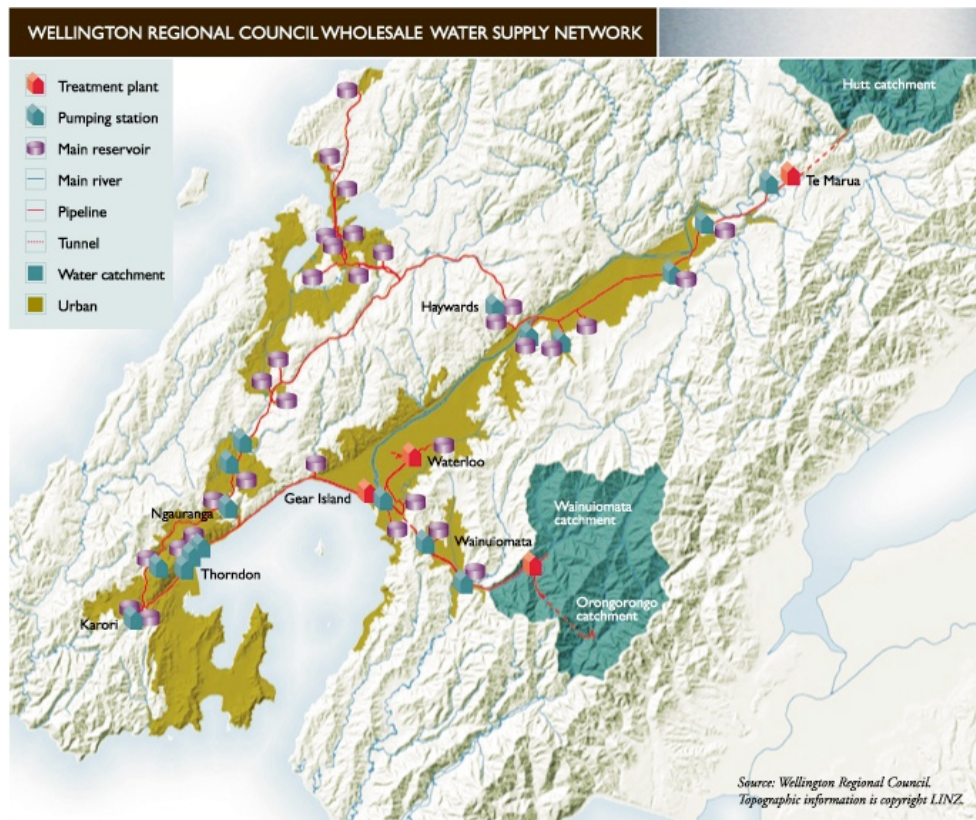 WELLINGTON REGIONAL COUNCIL WHOLESALE WATER SUPPLY NETWORK
Treatment plant
Pumping station
Main reservoir
Main river
Pipeline
Tunnel
Water catchment
Urban
Hutt catchment
Te Marua
Haywards
Waterloo
Gear Island
Ngauranga
Wainuiomata
catchment
Wainuiomata
Thorndon
Orongorongo
catchment
Karori
Source: Wellington Regional Council.
Topographic information is copyright LINZ.